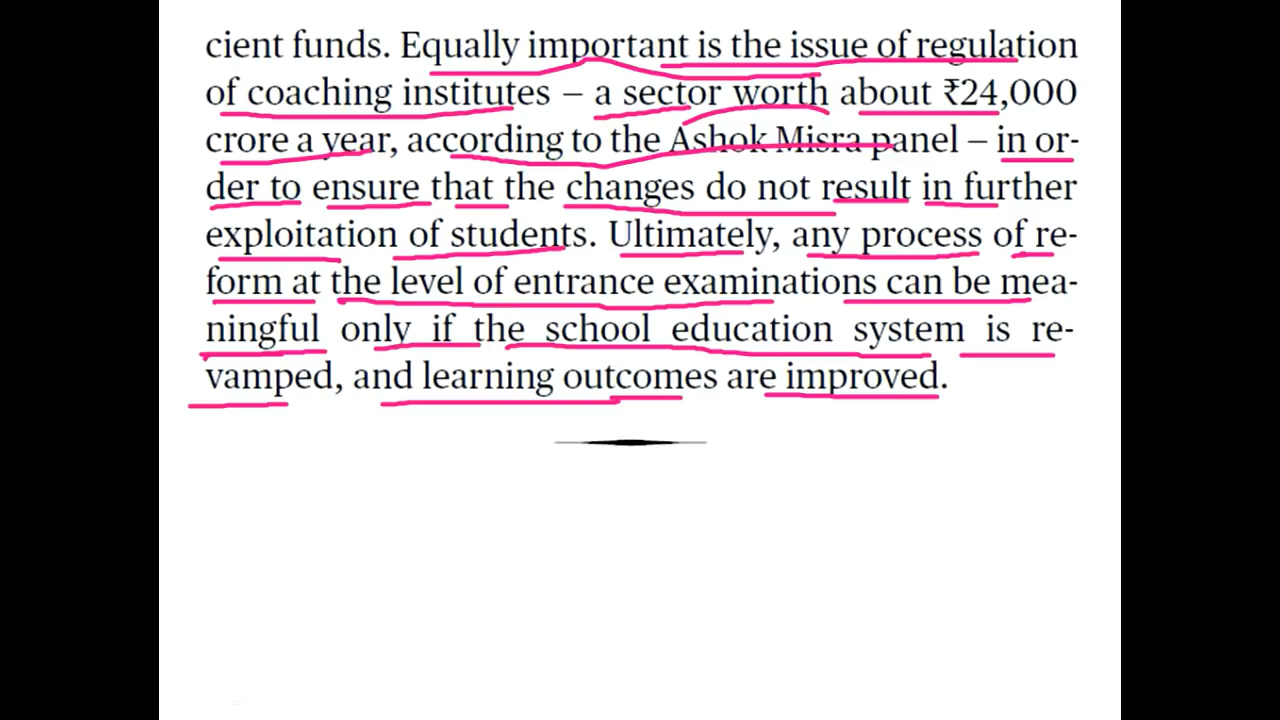 cient funds. Equally important is the issue of regulation
of coaching institutes – a sector worth about ₹24,000
crore a year, according to the Ashok Misra panel – in or-
der to ensure that the changes do not result in further
exploitation of students. Ultimately, any process of re-
form at the level of entrance examinations can be mea-
ningful only if the school education system is re-
vamped, and learning outcomes are improved.